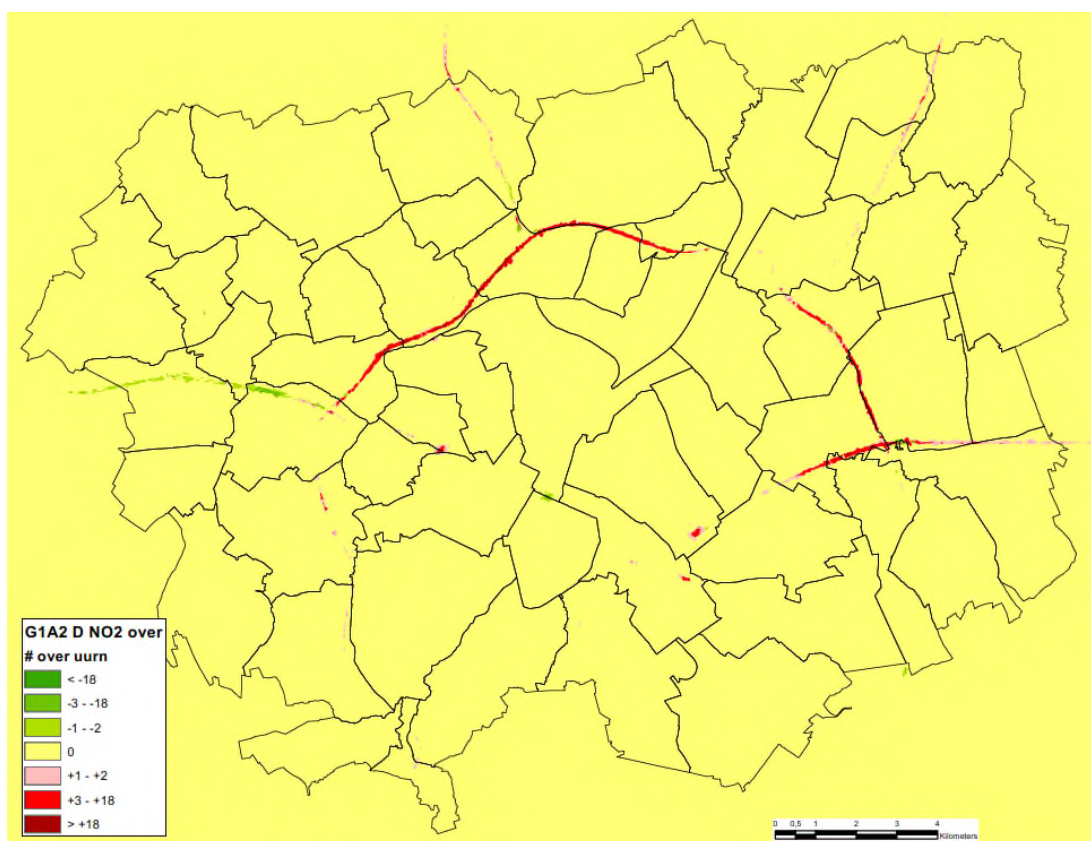 G1A2 D NO2 over
# over uurn
< -18
-3 - -18
-1 - -2
0
+1 - +2
+3 - +18
> +18
0 0,5 1 2 3 4
Kilometers